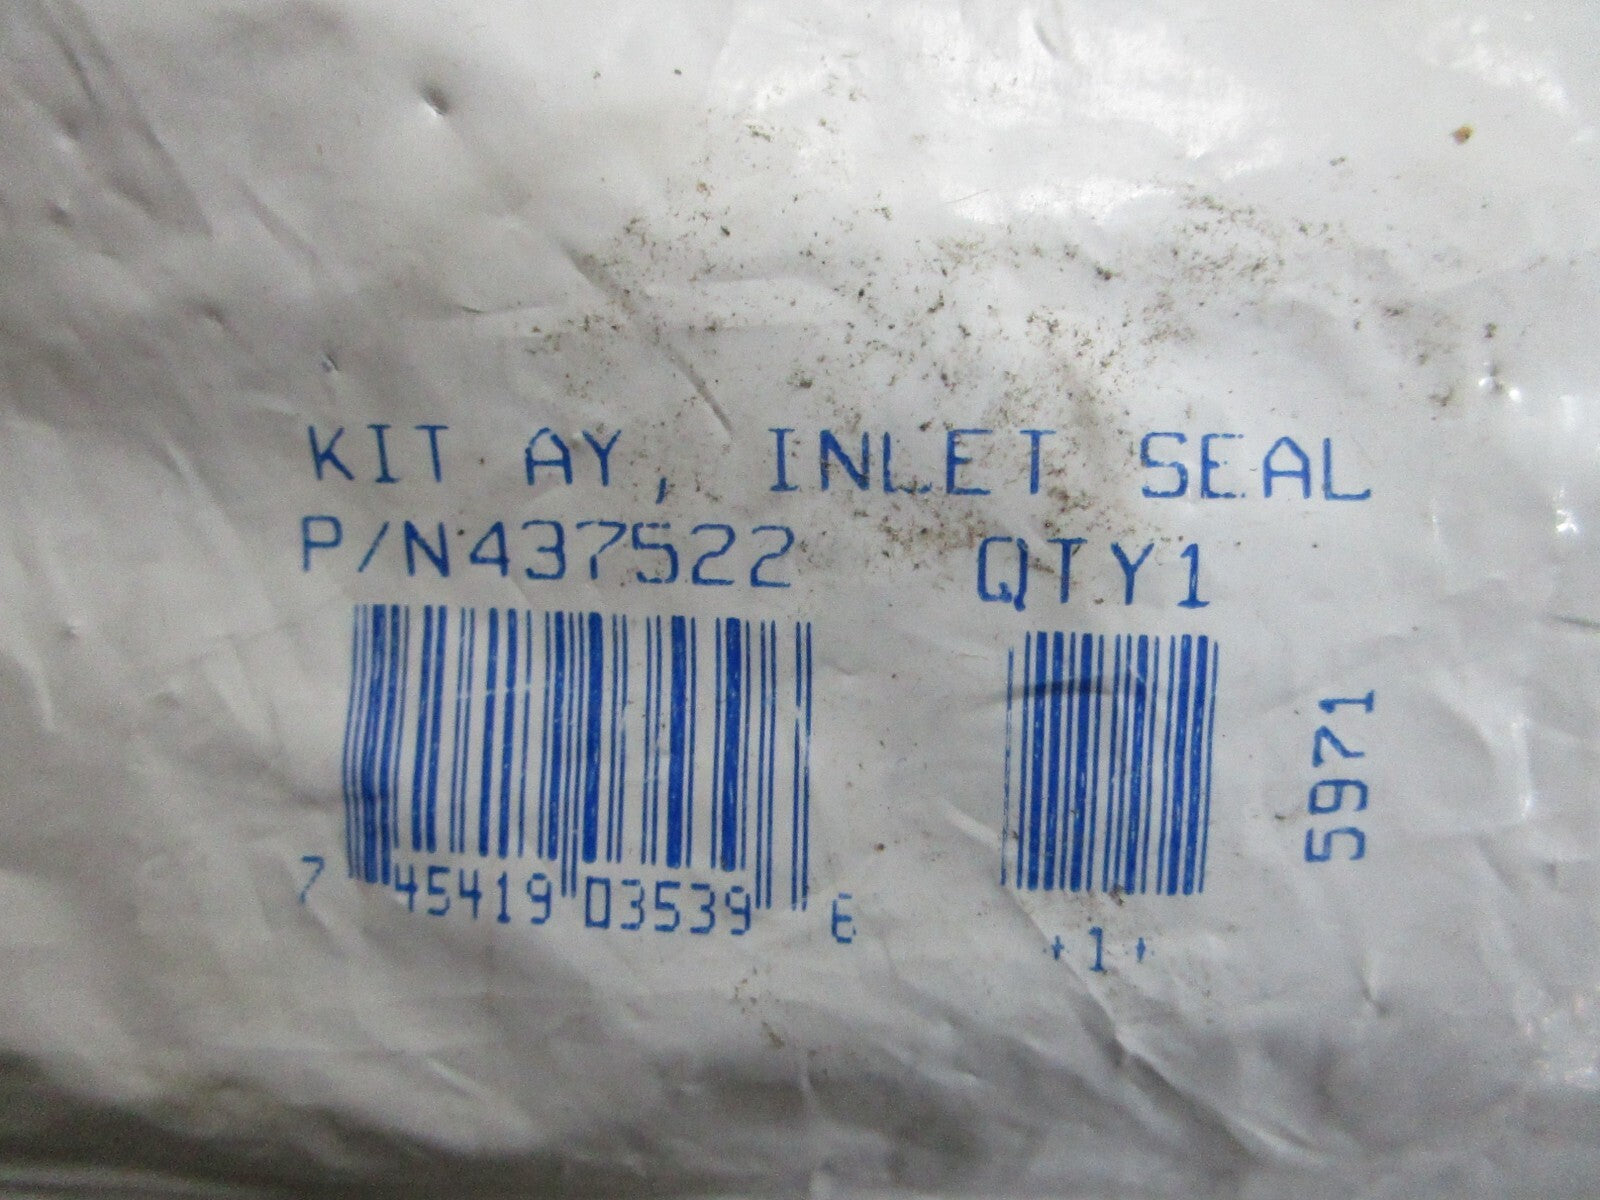 KIT AY, INLET SEAL
P/N437522 QTY1
7 45419 03539 6
+1+
5971